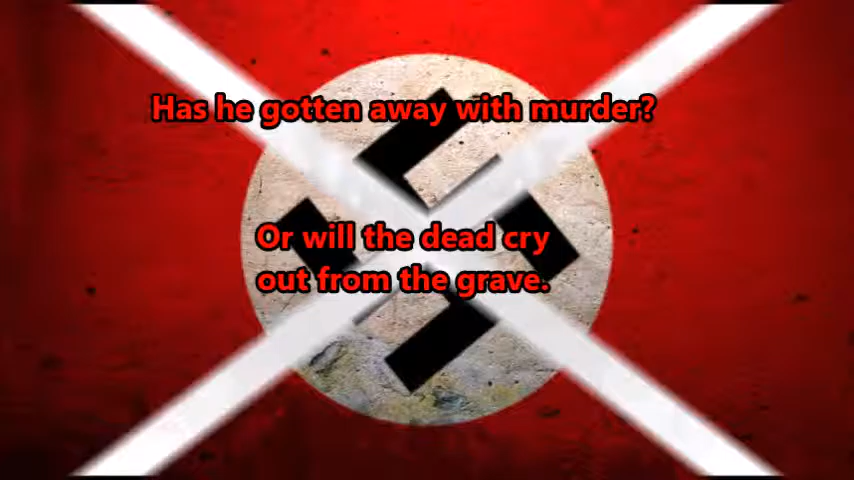 Has he gotten away with murder?
Or will the dead cry
out from the grave.